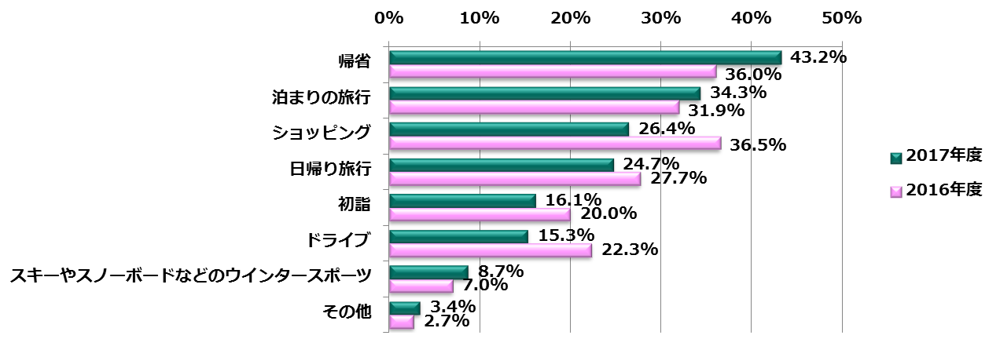 0% 10% 20% 30% 40% 50%
帰省 43.2%
36.0%
泊まりの旅行 34.3%
31.9%
ショッピング 26.4%
36.5%
日帰り旅行 24.7%
27.7%
初詣 16.1%
20.0%
ドライブ 15.3%
22.3%
スキーやスノーボードなどのウインタースポーツ 8.7%
7.0%
その他 3.4%
2.7%
2017年度
2016年度